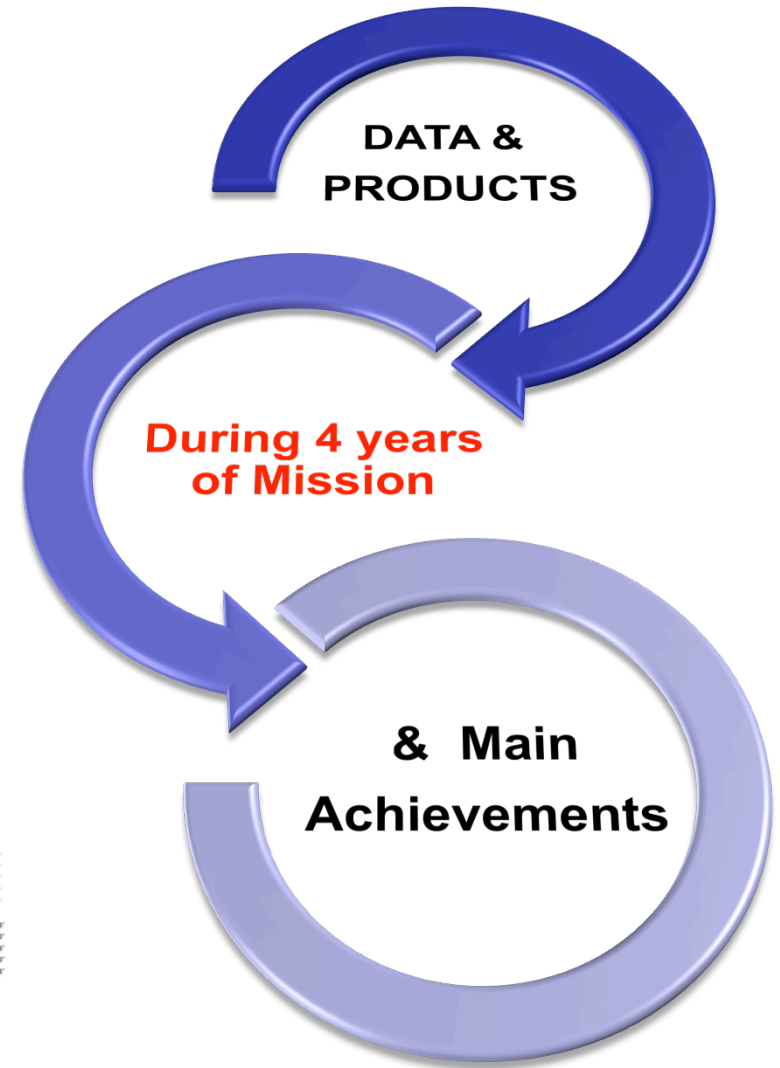 DATA &
PRODUCTS
During 4 years
of Mission
& Main
Achievements